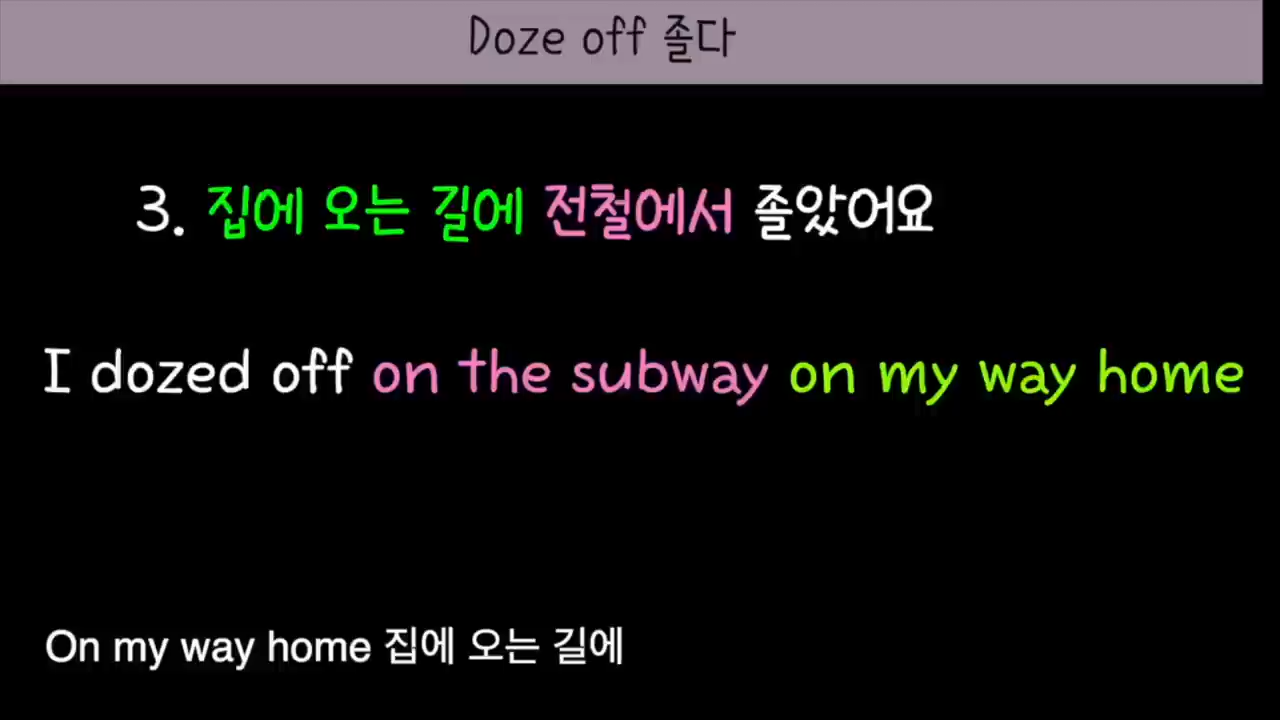 Doze off 졸다
3. 집에 오는 길에 전철에서 졸았어요
I dozed off on the subway on my way home
On my way home 집에 오는 길에